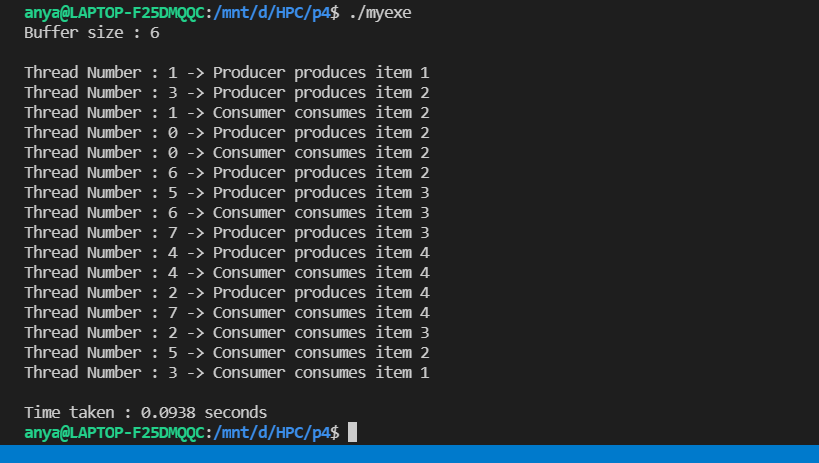 anya@LAPTOP-F25DMQQC:/mnt/d/HPC/p4$ ./myexe
Buffer size : 6
Thread Number : 1 -> Producer produces item 1
Thread Number : 3 -> Producer produces item 2
Thread Number : 1 -> Consumer consumes item 2
Thread Number : 0 -> Producer produces item 2
Thread Number : 0 -> Consumer consumes item 2
Thread Number : 6 -> Producer produces item 2
Thread Number : 5 -> Producer produces item 3
Thread Number : 6 -> Consumer consumes item 3
Thread Number : 7 -> Producer produces item 3
Thread Number : 4 -> Producer produces item 4
Thread Number : 4 -> Consumer consumes item 4
Thread Number : 2 -> Producer produces item 4
Thread Number : 7 -> Consumer consumes item 4
Thread Number : 2 -> Consumer consumes item 3
Thread Number : 5 -> Consumer consumes item 2
Thread Number : 3 -> Consumer consumes item 1
Time taken : 0.0938 seconds
anya@LAPTOP-F25DMQQC:/mnt/d/HPC/p4$